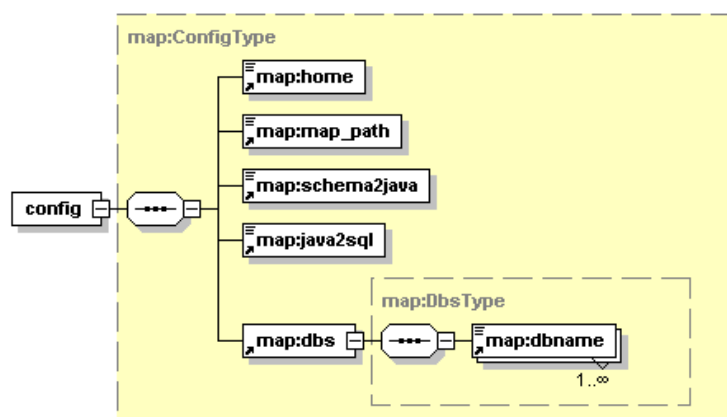 map:ConfigType
map:home
map:map_path
map:schema2java
config
map:java2sql
map:DbsType
map:dbs
map:dbname
1..∞